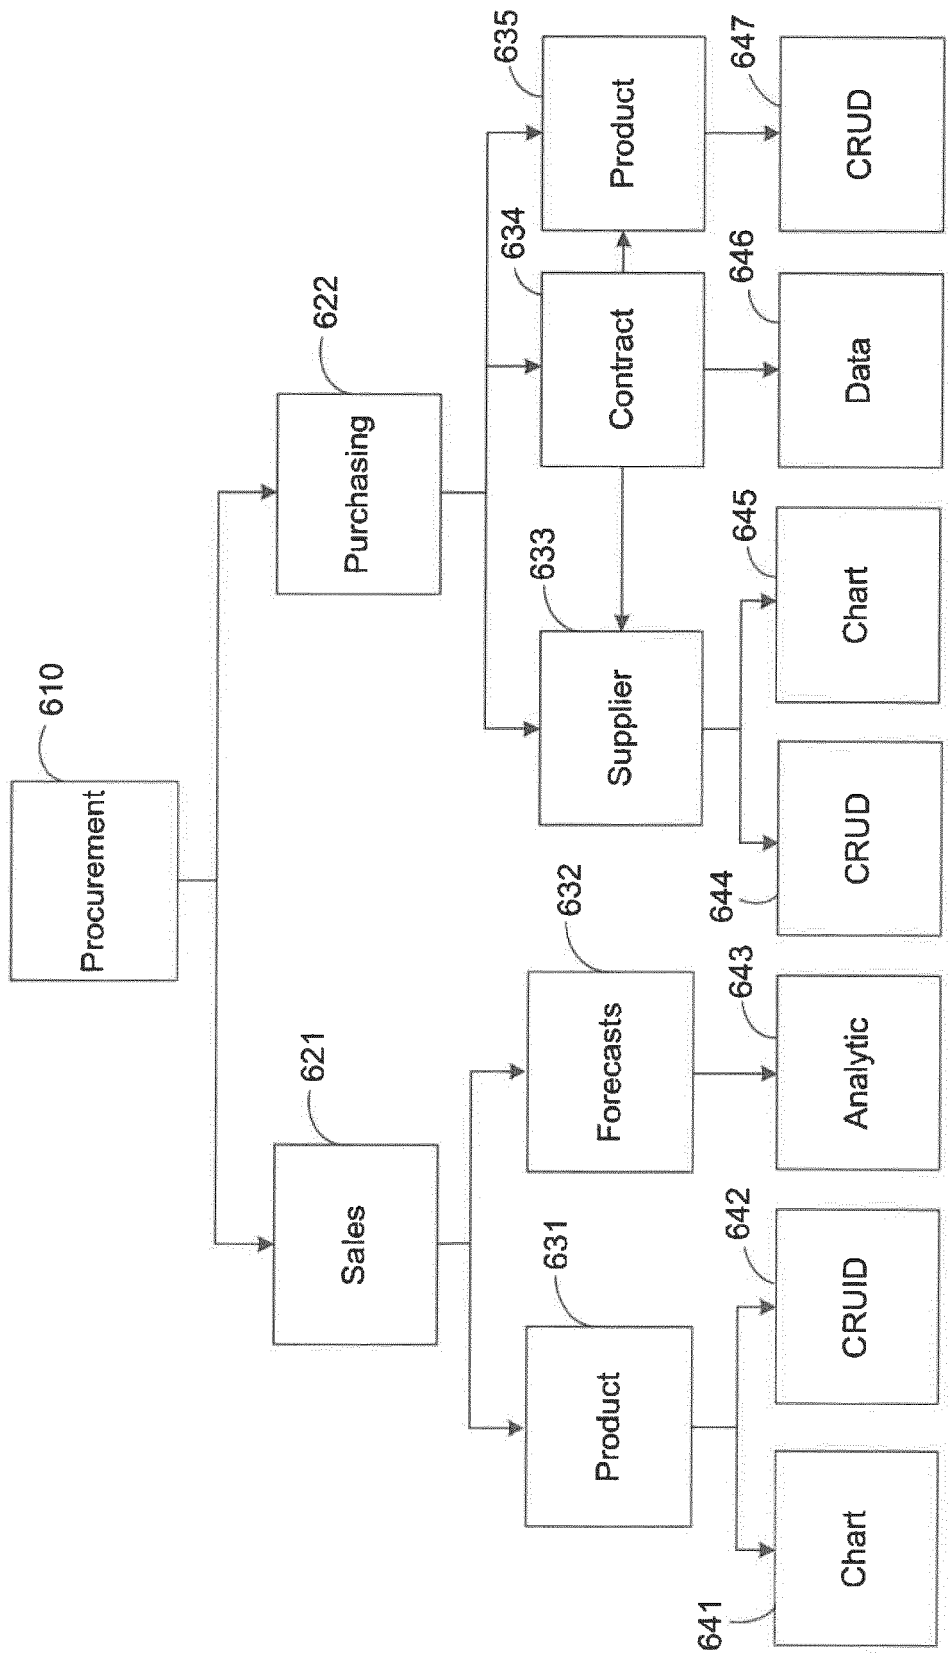 Procurement
610
Sales
621
Purchasing
622
Product
631
Forecasts
632
Supplier
633
Contract
634
Product
635
Chart
641
CRUID
642
Analytic
643
CRUD
644
Chart
645
Data
646
CRUD
647